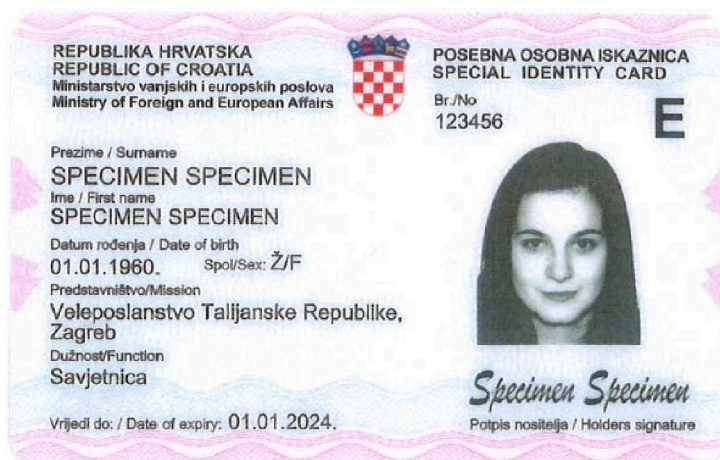 REPUBLIKA HRVATSKA
REPUBLIC OF CROATIA
Ministarstvo vanjskih i europskih poslova
Ministry of Foreign and European Affairs
POSEBNA OSOBNA ISKAZNICA
SPECIAL IDENTITY CARD
Br./No
123456
E
Prezime / Surname
SPECIMEN SPECIMEN
Ime / First name
SPECIMEN SPECIMEN
Datum rođenja / Date of birth
01.01.1960. Spol/Sex: Ž/F
Predstavništvo/Mission
Veleposlanstvo Talijanske Republike,
Zagreb
Dužnost/Function
Savjetnica
Vrijedi do: / Date of expiry: 01.01.2024.
Specimen Specimen
Potpis nositelja / Holders signature